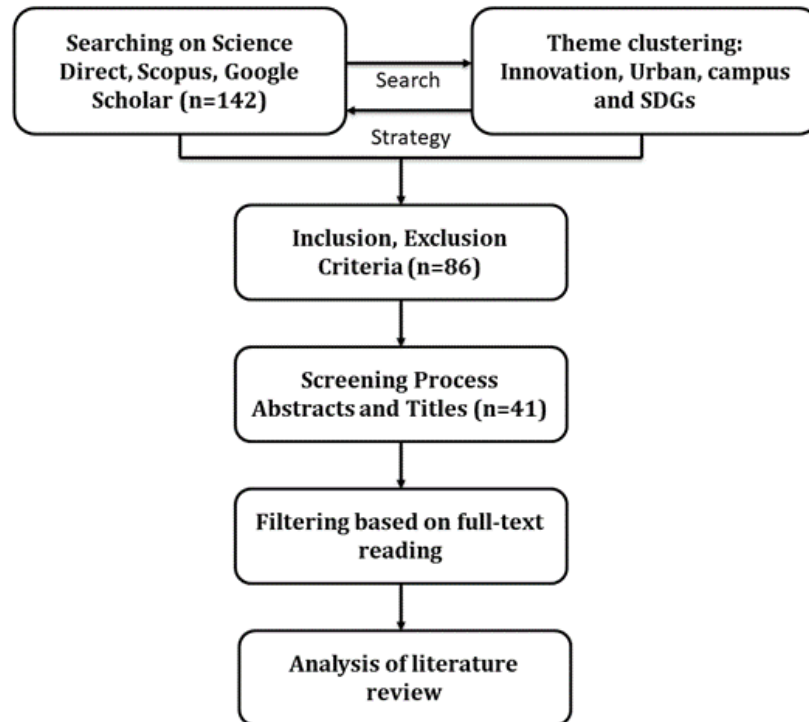 Searching on Science
Direct, Scopus, Google
Scholar (n=142)
Search
Strategy
Theme clustering:
Innovation, Urban, campus
and SDGs
Inclusion, Exclusion
Criteria (n=86)
Screening Process
Abstracts and Titles (n=41)
Filtering based on full-text
reading
Analysis of literature
review